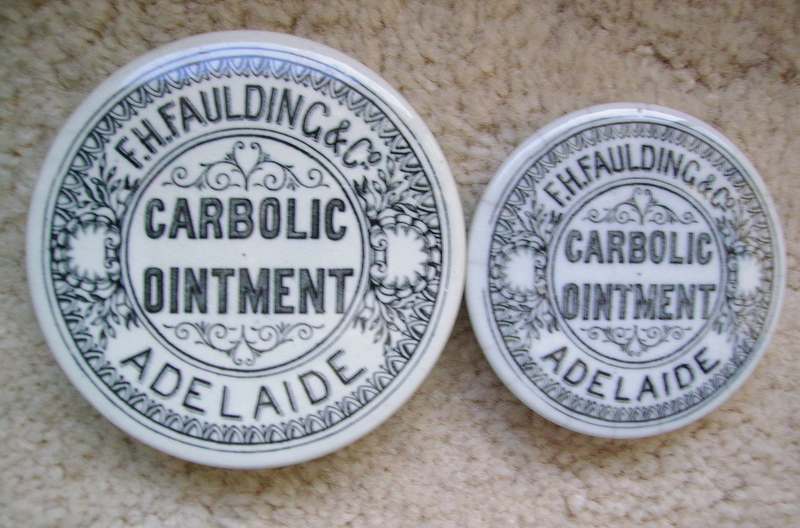 F.H. FAULDING & Co
CARBOLIC
OINTMENT
ADELAIDE
F.H. FAULDING & Co
CARBOLIC
OINTMENT
ADELAIDE